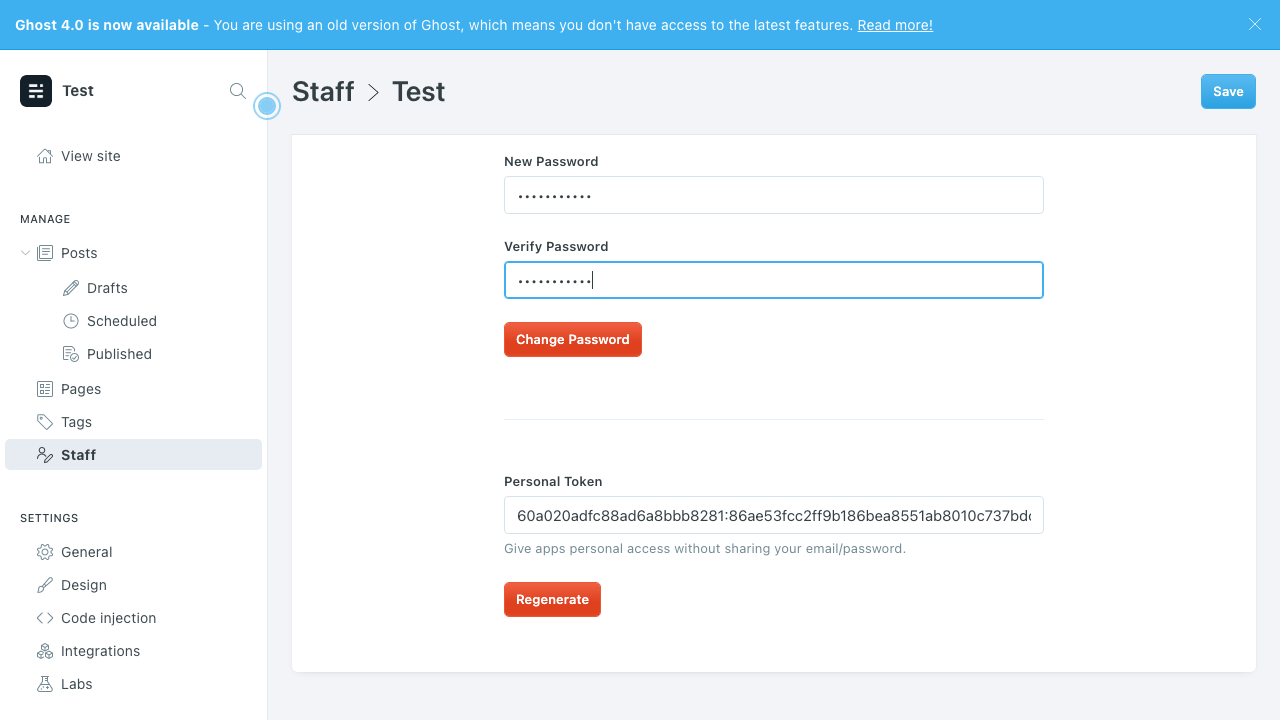 Ghost 4.0 is now available - You are using an old version of Ghost, which means you don't have access to the latest features. Read more!
Test
Staff > Test
Save
View site
MANAGE
Posts
Drafts
Scheduled
Published
Pages
Tags
Staff
SETTINGS
General
Design
Code injection
Integrations
Labs
New Password
•••••••••••
Verify Password
•••••••••••
Change Password
Personal Token
60a020adfc88ad6a8bbb8281:86ae53fcc2ff9b186bea8551ab8010c737bd
Give apps personal access without sharing your email/password.
Regenerate